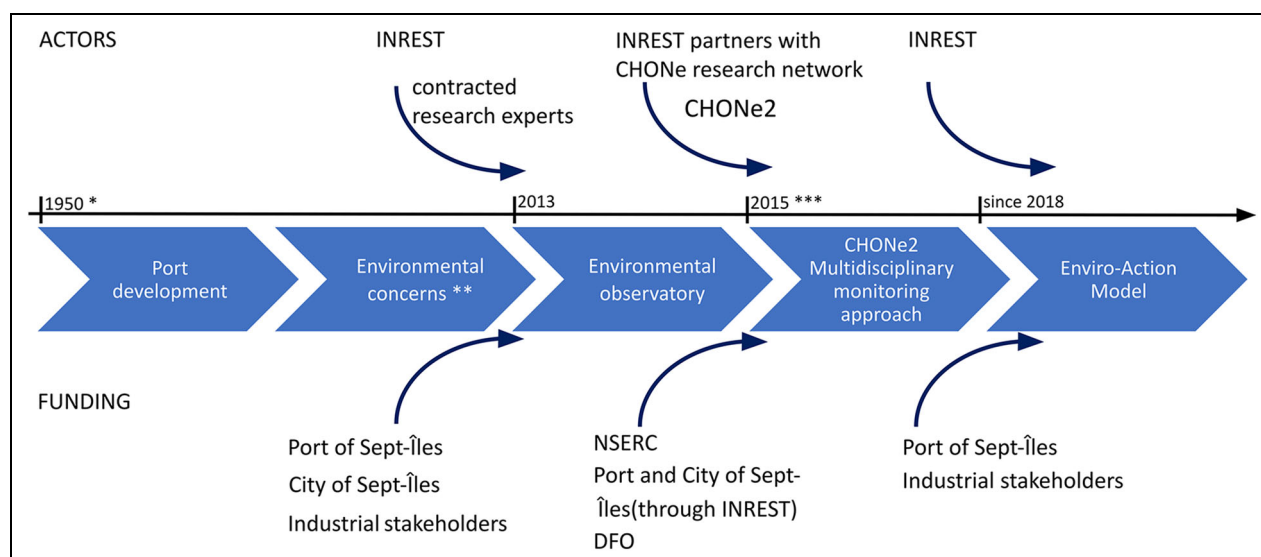 ACTORS
INREST
contracted
research experts
INREST partners with
CHONe research network
CHONe2
INREST
1950 *
2013
2015 ***
since 2018
Port
development
Environmental
concerns **
Environmental
observatory
CHONe2
Multidisciplinary
monitoring
approach
Enviro-Action
Model
FUNDING
Port of Sept-Îles
City of Sept-Îles
Industrial stakeholders
NSERC
Port and City of Sept-
Îles(through INREST)
DFO
Port of Sept-Îles
Industrial stakeholders